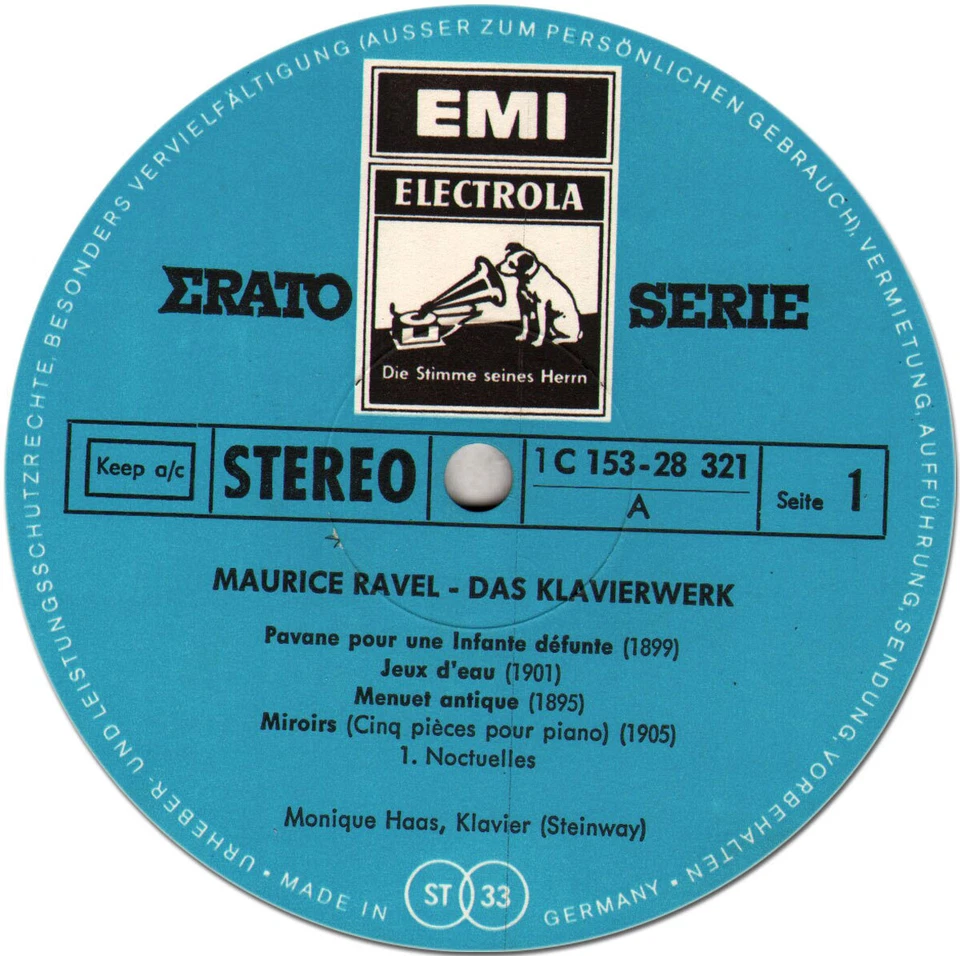 URHEBER- UND LEISTUNGSSCHUTZRECHTE, BESONDERS VERVIELFÄLTIGUNG (AUSSER ZUM PERSÖNLICHEN GEBRAUCH), VERMIETUNG, AUFFÜHRUNG, SENDUNG, VORBEHALTEN
EMI
ELECTROLA
ERATO SERIE
Die Stimme seines Herrn
Keep a/c STEREO 1 C 153-28 321 Seite 1
A
MAURICE RAVEL - DAS KLAVIERWERK
Pavane pour une Infante défunte (1899)
Jeux d'eau (1901)
Menuet antique (1895)
Miroirs (Cinq pièces pour piano) (1905)
1. Noctuelles
Monique Haas, Klavier (Steinway)
ST 33
MADE IN GERMANY